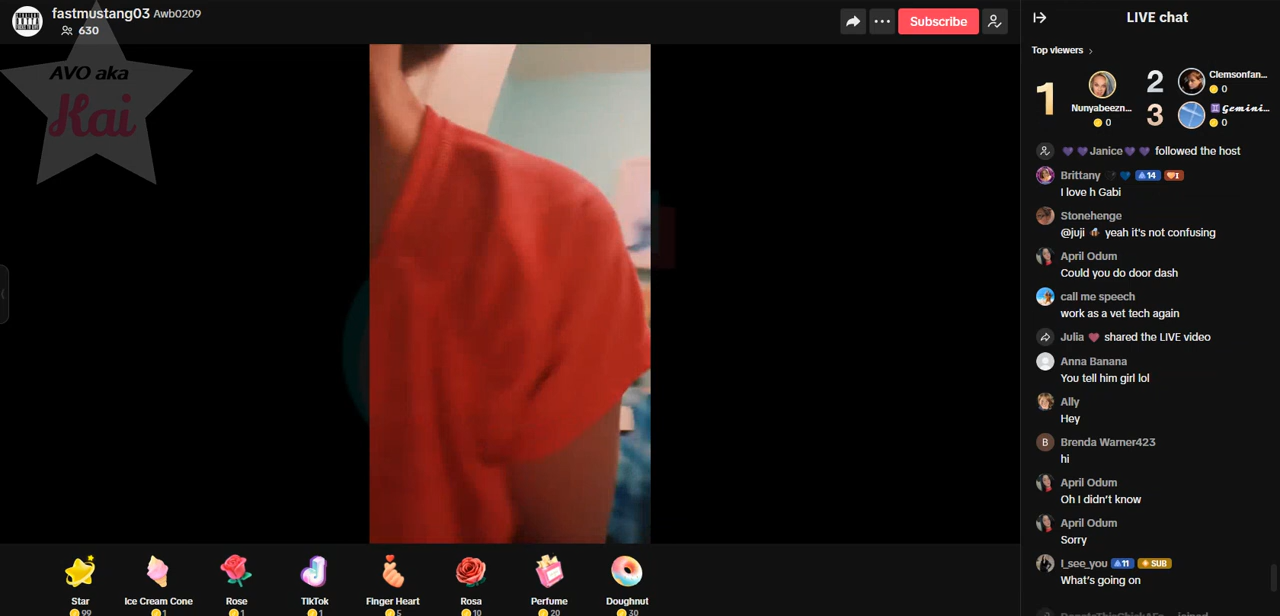 fastmustang03 Awb0209
630
AVO aka
Kai
Subscribe
LIVE chat
Top viewers
1
Nunyabeezn...
0
2
Clemsonfan...
0
3
Gemini...
0
Janice followed the host
Brittany 14 I
I love h Gabi
Stonehenge
@juji yeah it's not confusing
April Odum
Could you do door dash
call me speech
work as a vet tech again
Julia shared the LIVE video
Anna Banana
You tell him girl lol
Ally
Hey
B Brenda Warner423
hi
April Odum
Oh I didn't know
April Odum
Sorry
I_see_you 11 SUB
What's going on
joined
Star
99
Ice Cream Cone
1
Rose
1
TikTok
1
Finger Heart
5
Rosa
10
Perfume
20
Doughnut
30